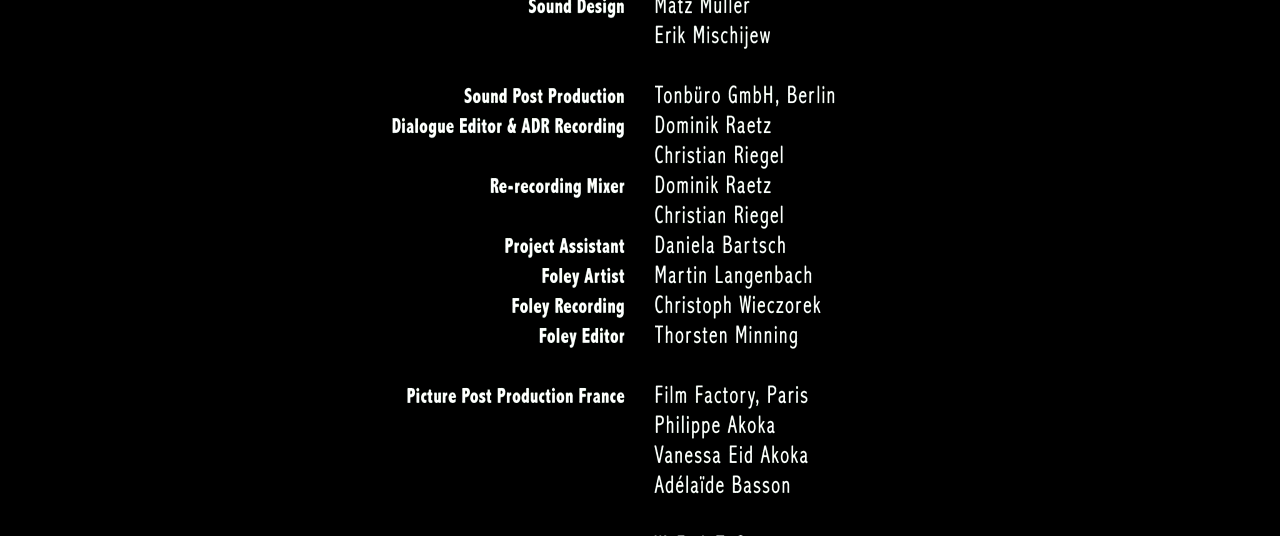 Sound Design Matz Müller
Erik Mischijew
Sound Post Production Tonbüro GmbH, Berlin
Dialogue Editor & ADR Recording Dominik Raetz
Christian Riegel
Re-recording Mixer Dominik Raetz
Christian Riegel
Project Assistant Daniela Bartsch
Foley Artist Martin Langenbach
Foley Recording Christoph Wieczorek
Foley Editor Thorsten Minning
Picture Post Production France Film Factory, Paris
Philippe Akoka
Vanessa Eid Akoka
Adélaïde Basson